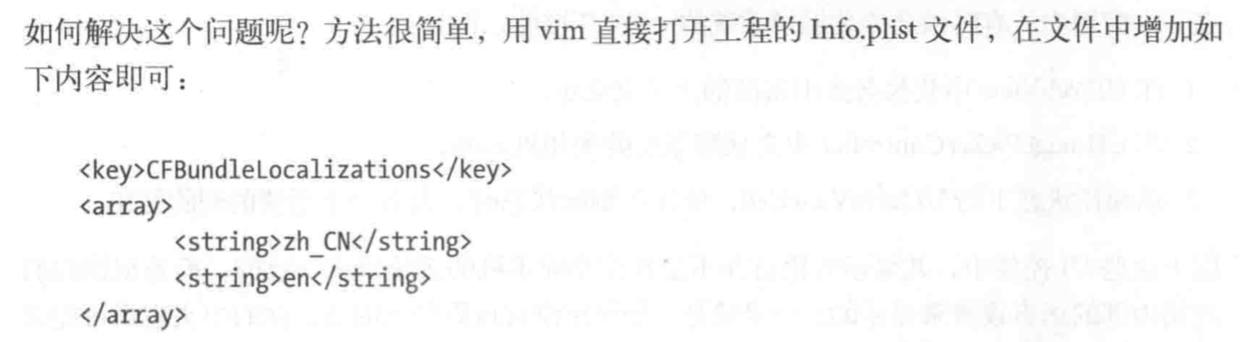 如何解决这个问题呢？方法很简单，用 vim 直接打开工程的 Info.plist 文件，在文件中增加如
下内容即可：
<key>CFBundleLocalizations</key>
<array>
<string>zh_CN</string>
<string>en</string>
</array>